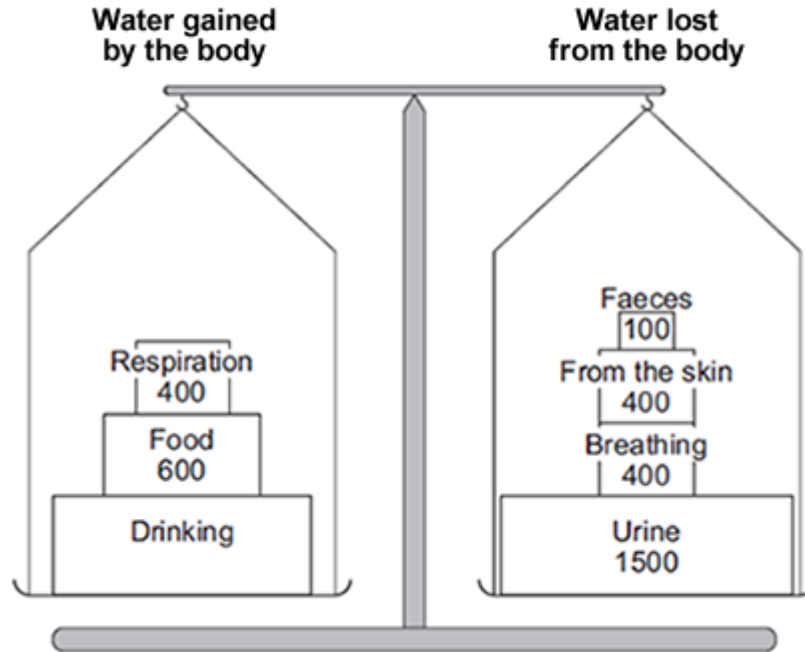 Water gained
by the body
Water lost
from the body
Respiration
400
Food
600
Drinking
Faeces
100
From the skin
400
Breathing
400
Urine
1500